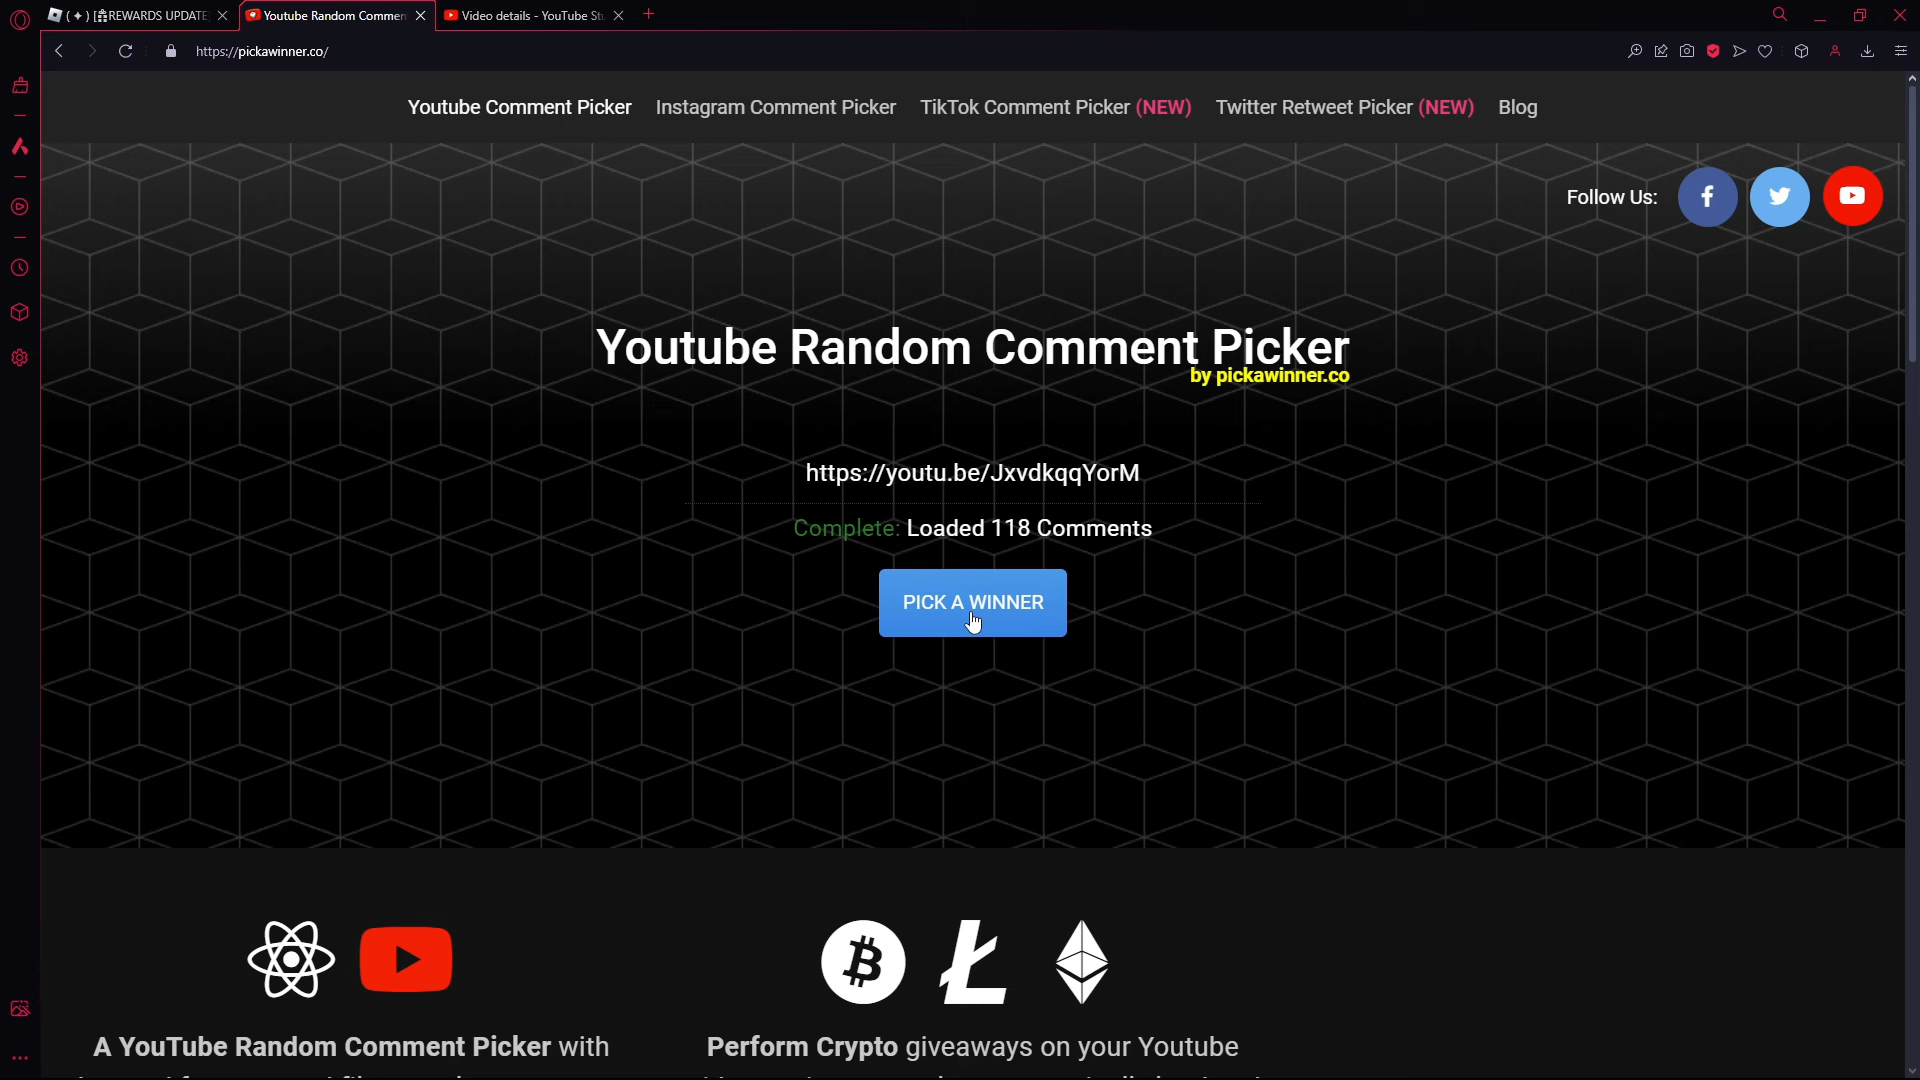 ( ✦ ) [🎁REWARDS UPDATE
Youtube Random Commen
Video details - YouTube St
https://pickawinner.co/
Youtube Comment Picker
Instagram Comment Picker
TikTok Comment Picker (NEW)
Twitter Retweet Picker (NEW)
Blog
Follow Us:
Youtube Random Comment Picker
by pickawinner.co
https://youtu.be/JxvdkqqYorM
Complete: Loaded 118 Comments
PICK A WINNER
A YouTube Random Comment Picker with
Perform Crypto giveaways on your Youtube